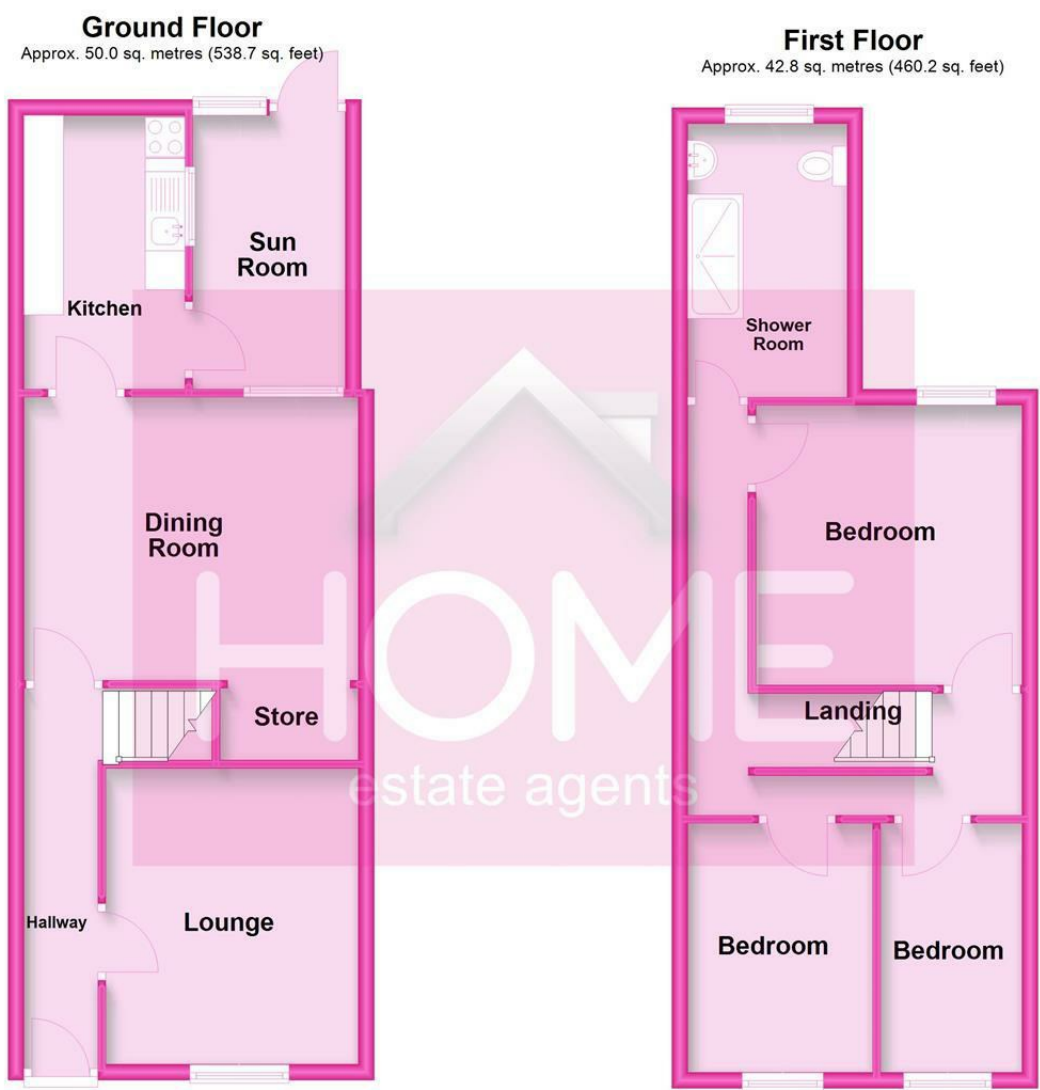 Ground Floor
Approx. 50.0 sq. metres (538.7 sq. feet)
Sun
Room
Kitchen
Dining
Room
Store
Hallway
Lounge
First Floor
Approx. 42.8 sq. metres (460.2 sq. feet)
Shower
Room
Bedroom
Landing
Bedroom
Bedroom
HOME
estate agents